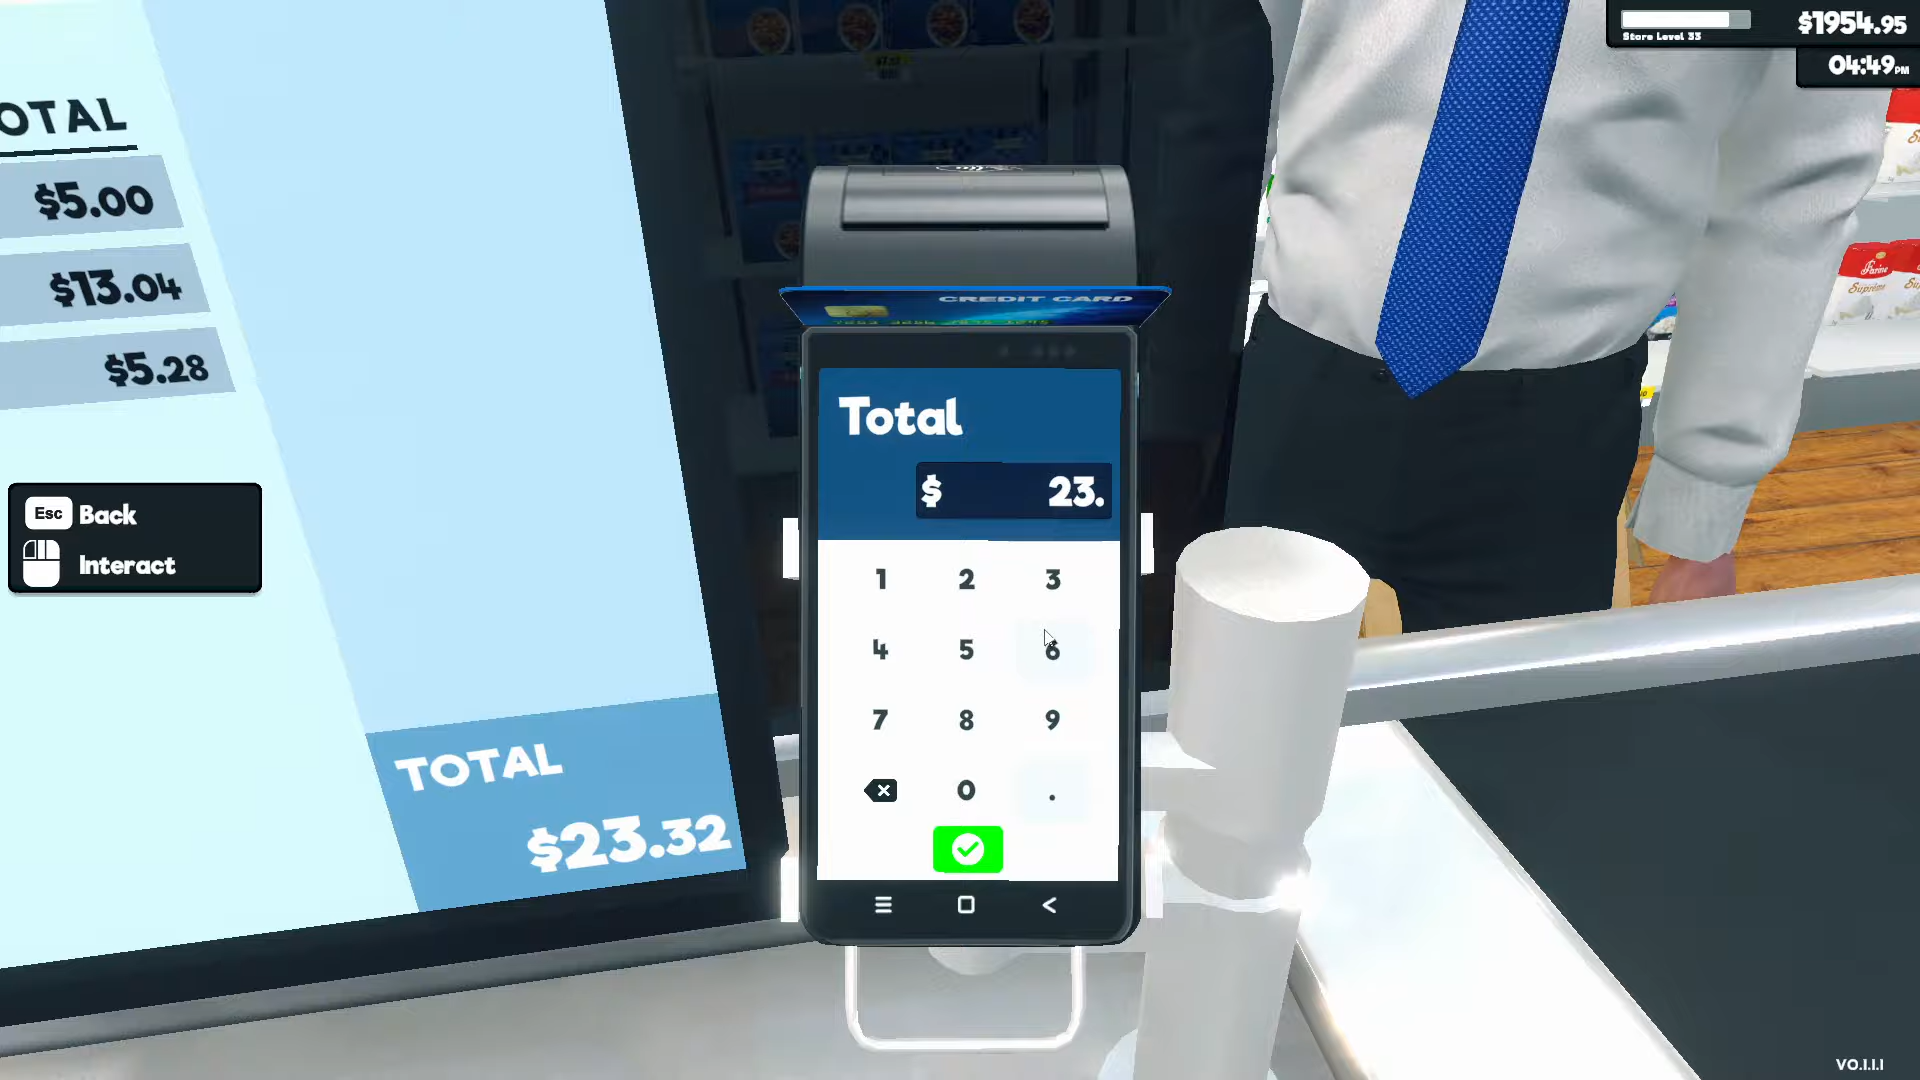 $1954.95
Store Level 33
04:49PM
OTAL
$5.00
$13.04
$5.28
CREDIT CARD
Total
$ 23.
Esc Back
Interact
1 2 3
4 5 6
7 8 9
0 .
TOTAL
$23.32
Farine
Suprême
V0.1.1.1